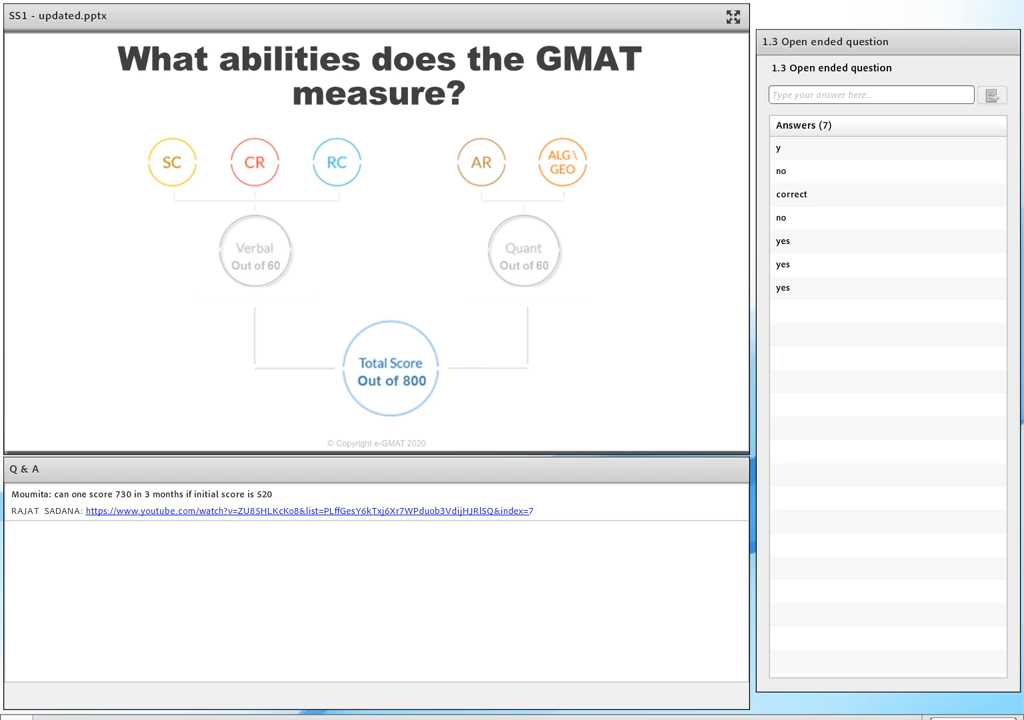 SS1 - updated.pptx
What abilities does the GMAT
measure?
SC
CR
RC
AR
ALG\
GEO
Verbal
Out of 60
Quant
Out of 60
Total Score
Out of 800
© Copyright e-GMAT 2020
Q & A
Moumita: can one score 730 in 3 months if initial score is 520
RAJAT SADANA: https://www.youtube.com/watch?v=ZU85HLKcKo8&list=PLffGesY6kTxj6Xr7WPduob3VdijHJRlSQ&index=7
1.3 Open ended question
1.3 Open ended question
Type your answer here...
Answers (7)
y
no
correct
no
yes
yes
yes